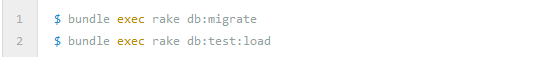 1 $ bundle exec rake db:migrate
2 $ bundle exec rake db:test:load